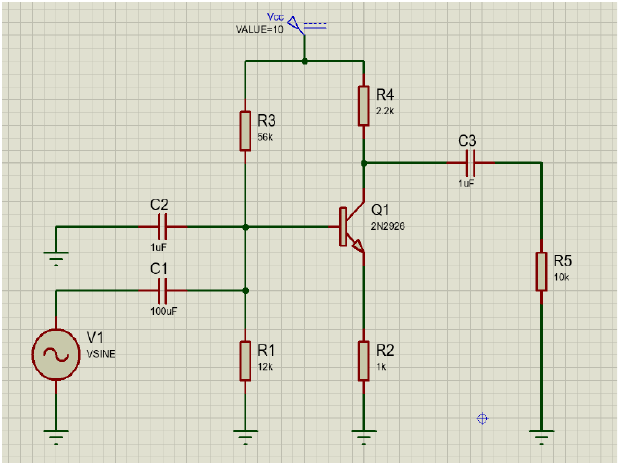 Vcc
VALUE=10
R4
2.2k
R3
56k
C3
1uF
C2
1uF
Q1
2N2926
C1
100uF
R5
10k
V1
VSINE
R1
12k
R2
1k